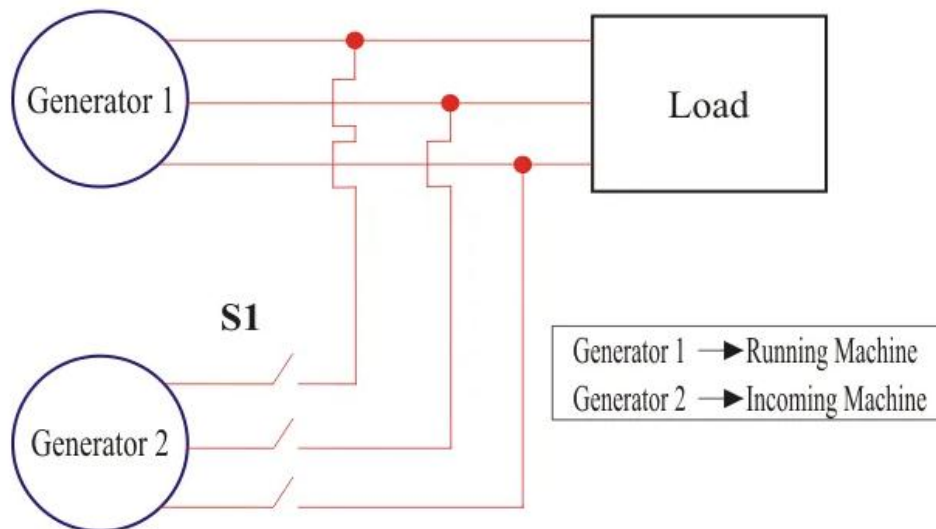 Generator 1
Load
S1
Generator 1 → Running Machine
Generator 2 → Incoming Machine
Generator 2